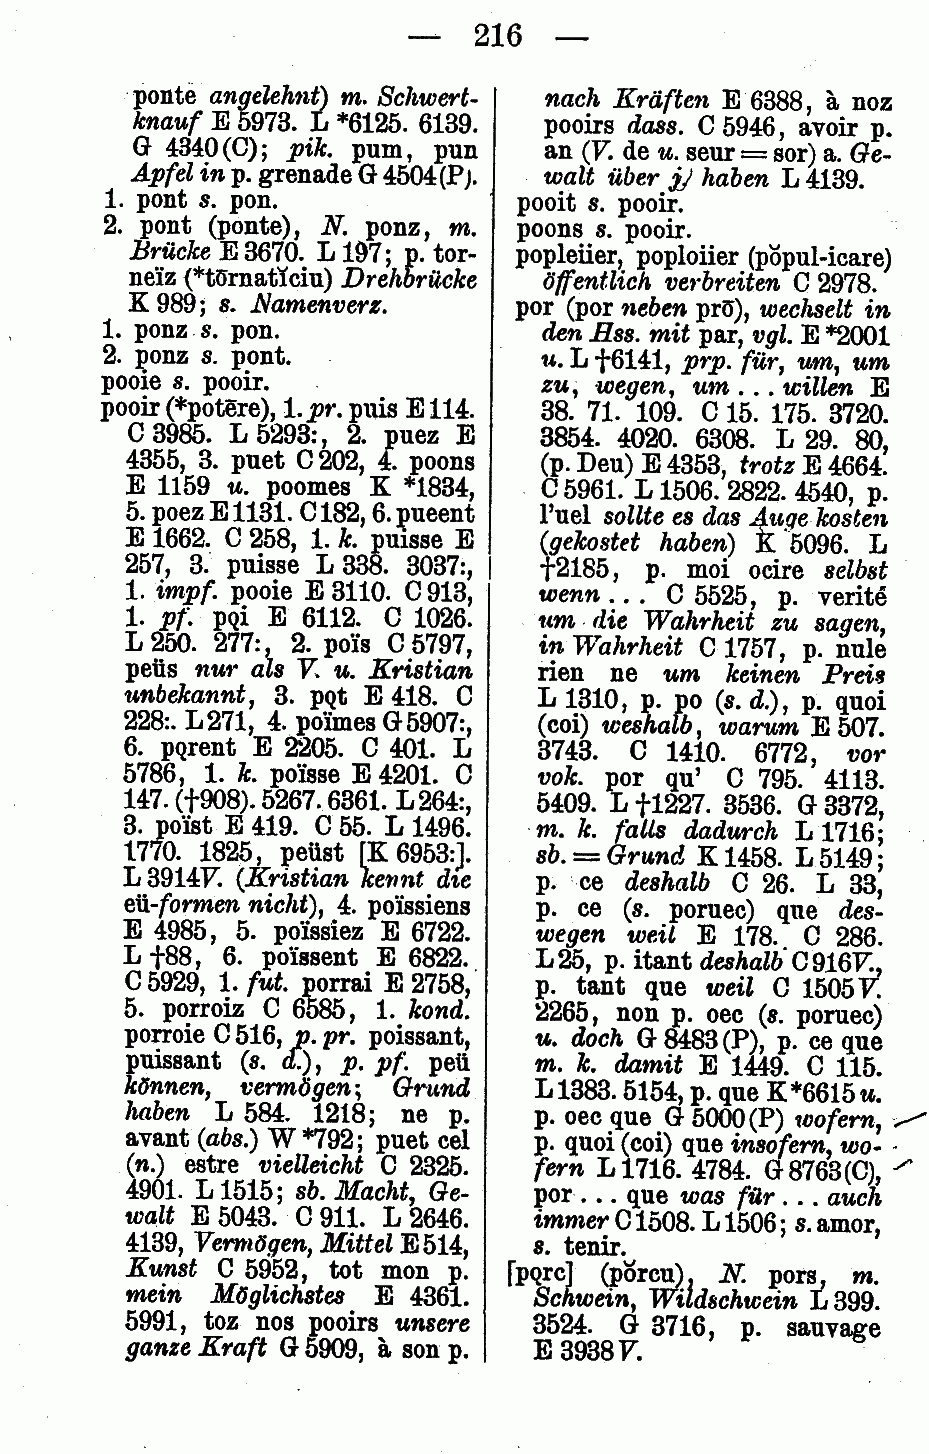 — 216 —
ponte angelehnt) m. Schwert-
knauf E 5973. L *6125. 6139.
G 4340(C); pik. pum, pun
Apfel in p. grenade G 4504(P).
1. pont s. pon.
2. pont (ponte), N. ponz, m.
Brücke E 3670. L 197; p. tor-
neïz (*tōrnatĭciu) Drehbrücke
K 989; s. Namenverz.
1. ponz s. pon.
2. ponz s. pont.
pooie s. pooir.
pooir (*potēre), 1. pr. puis E 114.
C 3985. L 5293:, 2. puez E
4355, 3. puet C 202, 4. poons
E 1159 u. poomes K *1834,
5. poez E 1131. C 182, 6. pueent
E 1662. C 258, 1. k. puisse E
257, 3. puisse L 338. 3037:,
1. impf. pooie E 3110. C 913,
1. pf. pǫi E 6112. C 1026.
L 250. 277:, 2. poïs C 5797,
peüs nur als V. u. Kristian
unbekannt, 3. pǫt E 418. C
228:. L 271, 4. poïmes G 5907:,
6. pǫrent E 2205. C 401. L
5786, 1. k. poïsse E 4201. C
147. (†908). 5267. 6361. L 264:,
3. poïst E 419. C 55. L 1496.
1770. 1825, peüst [K 6953:].
L 3914V. (Kristian kennt die
eü-formen nicht), 4. poïssiens
E 4985, 5. poïssiez E 6722.
L †88, 6. poïssent E 6822.
C 5929, 1. fut. porrai E 2758,
5. porroiz C 6585, 1. kond.
porroie C 516, p. pr. poissant,
puissant (s. d.), p. pf. peü
können, vermögen; Grund
haben L 584. 1218; ne p.
avant (abs.) W *792; puet cel
(n.) estre vielleicht C 2325.
4901. L 1515; sb. Macht, Ge-
walt E 5043. C 911. L 2646.
4139, Vermögen, Mittel E 514,
Kunst C 5952, tot mon p.
mein Möglichstes E 4361.
5991, toz nos pooirs unsere
ganze Kraft G 5909, à son p.
nach Kräften E 6388, à noz
pooirs dass. C 5946, avoir p.
an (V. de u. seur = sor) a. Ge-
walt über jj haben L 4139.
pooit s. pooir.
poons s. pooir.
popleiier, poploiier (pŏpul-icare)
öffentlich verbreiten C 2978.
por (por neben prō), wechselt in
den Hss. mit par, vgl. E *2001
u. L †6141, prp. für, um, um
zu, wegen, um ... willen E
38. 71. 109. C 15. 175. 3720.
3854. 4020. 6308. L 29. 80,
(p. Deu) E 4353, trotz E 4664.
C 5961. L 1506. 2822. 4540, p.
l'uel sollte es das Auge kosten
(gekostet haben) K 5096. L
†2185, p. moi ocire selbst
wenn ... C 5525, p. verité
um die Wahrheit zu sagen,
in Wahrheit C 1757, p. nule
rien ne um keinen Preis
L 1310, p. po (s. d.), p. quoi
(coi) weshalb, warum E 507.
3743. C 1410. 6772, vor
vok. por qu' C 795. 4113.
5409. L †1227. 3536. G 3372,
m. k. falls dadurch L 1716;
sb. = Grund K 1458. L 5149;
p. ce deshalb C 26. L 33,
p. ce (s. poruec) que des-
wegen weil E 178. C 286.
L 25, p. itant deshalb C 916V.,
p. tant que weil C 1505V.
2265, non p. oec (s. poruec)
u. doch G 8483(P), p. ce que
m. k. damit E 1449. C 115.
L 1383. 5154, p. que K *6615 u.
p. oec que G 5000(P) wofern,
p. quoi (coi) que insofern, wo-
fern L 1716. 4784. G 8763(C),
por ... que was für ... auch
immer C 1508. L 1506; s. amor,
s. tenir.
[pǫrc] (pŏrcu), N. pors, m.
Schwein, Wildschwein L 399.
3524. G 3716, p. sauvage
E 3938V.